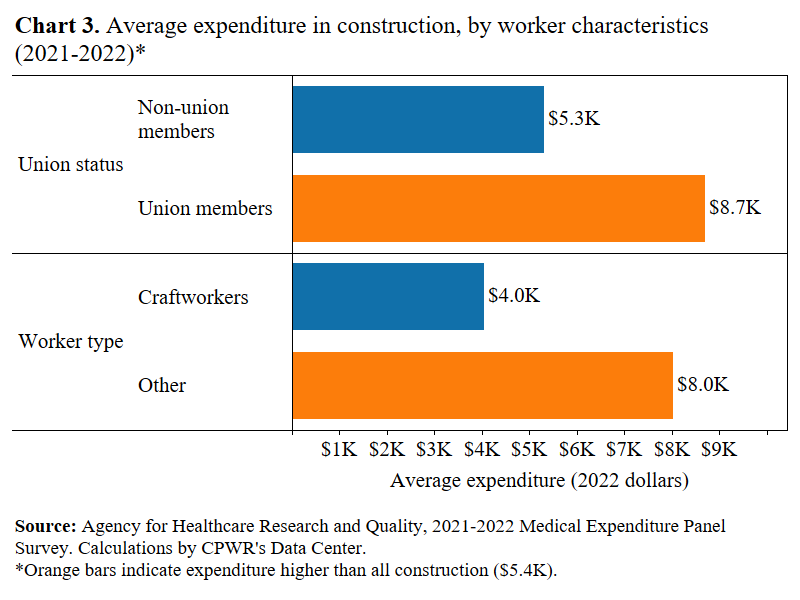 Chart 3. Average expenditure in construction, by worker characteristics
(2021-2022)*
Union status
Non-union
members
$5.3K
Union members
$8.7K
Worker type
Craftworkers
$4.0K
Other
$8.0K
$1K $2K $3K $4K $5K $6K $7K $8K $9K
Average expenditure (2022 dollars)
Source: Agency for Healthcare Research and Quality, 2021-2022 Medical Expenditure Panel
Survey. Calculations by CPWR's Data Center.
*Orange bars indicate expenditure higher than all construction ($5.4K).